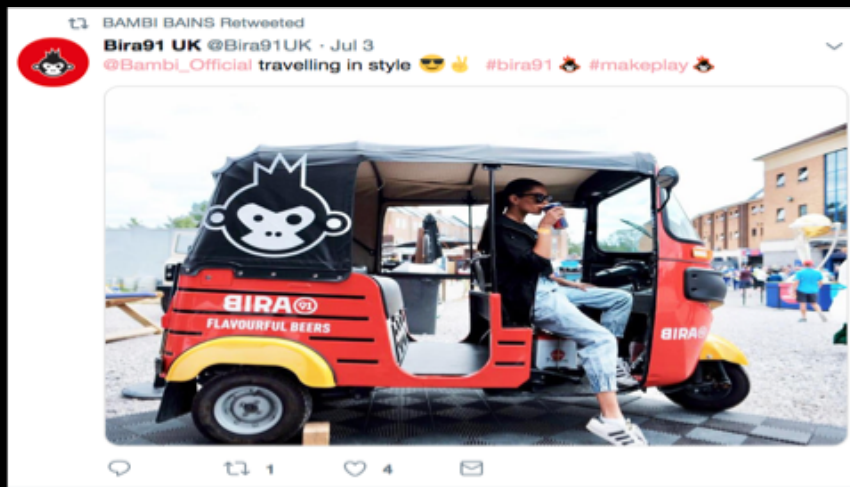 BAMBI BAINS Retweeted
Bira91 UK @Bira91UK · Jul 3
@Bambi_Official travelling in style 😎✌️ #bira91 #makeplay
BIRA 91
FLAVOURFUL BEERS
BIRA 91
1 4